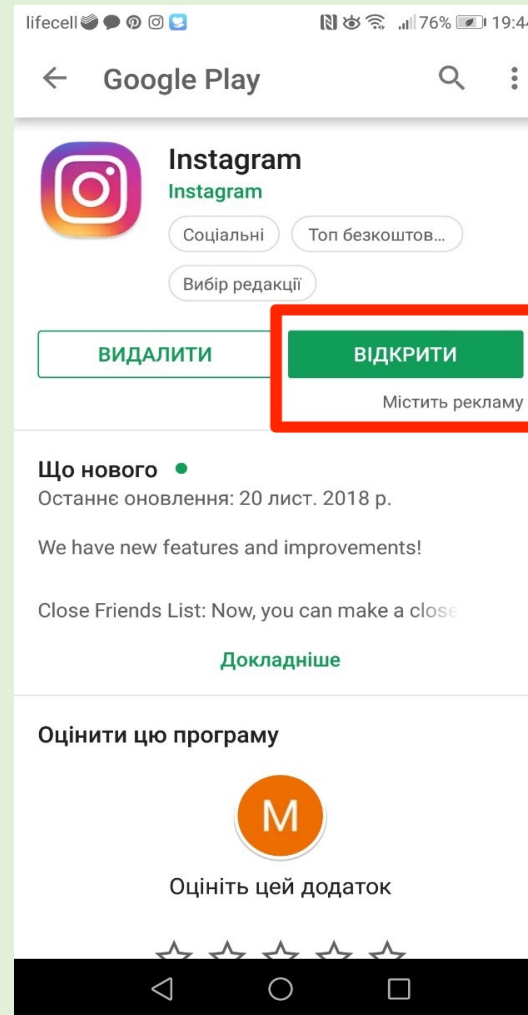 lifecell 76% 19:44
Google Play
Instagram
Instagram
Соціальні Топ безкоштов...
Вибір редакції
ВИДАЛИТИ ВІДКРИТИ
Містить рекламу
Що нового
Останнє оновлення: 20 лист. 2018 р.
We have new features and improvements!
Close Friends List: Now, you can make a close
Докладніше
Оцінити цю програму
M
Оцініть цей додаток